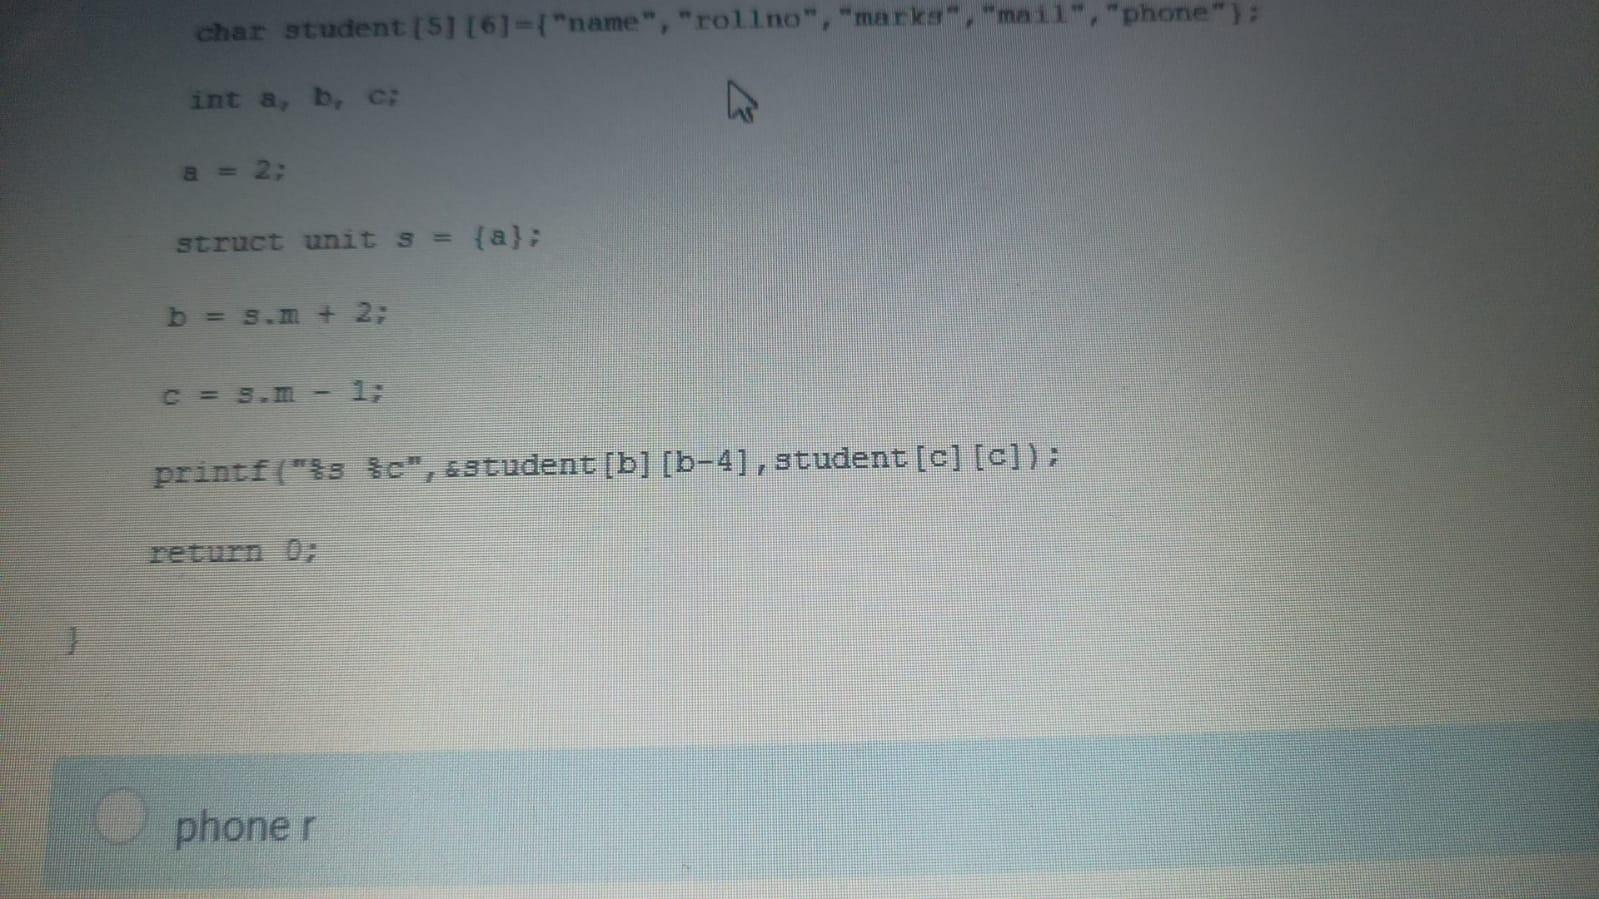 char student[5][6]={"name","rollno","marks","mail","phone"};
int a, b, c;
a = 2;
struct unit s = {a};
b = s.m + 2;
c = s.m - 1;
printf("%s %c",&student[b][b-4],student[c][c]);
return 0;
}
phone r